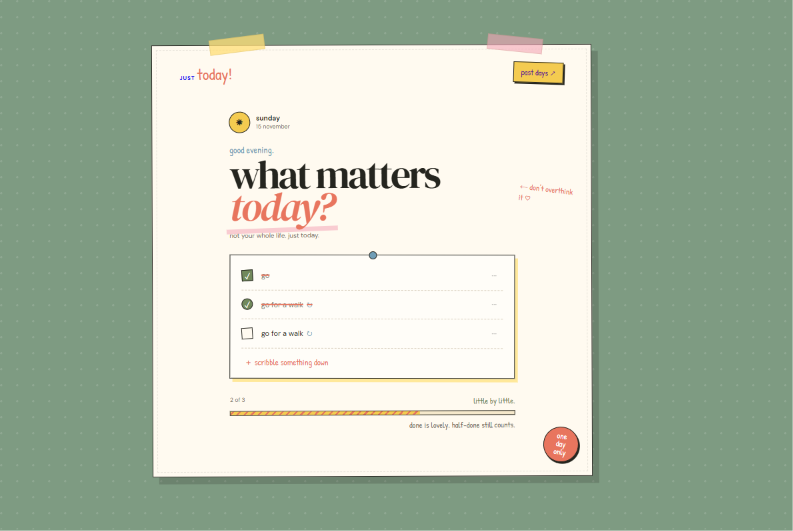 JUST today!
past days ↗
sunday
16 november
good evening.
what matters
today?
← don't overthink
it ♡
not your whole life. just today.
go
go for a walk ↻
go for a walk ↻
+ scribble something down
2 of 3
little by little.
done is lovely. half-done still counts.
one
day
only